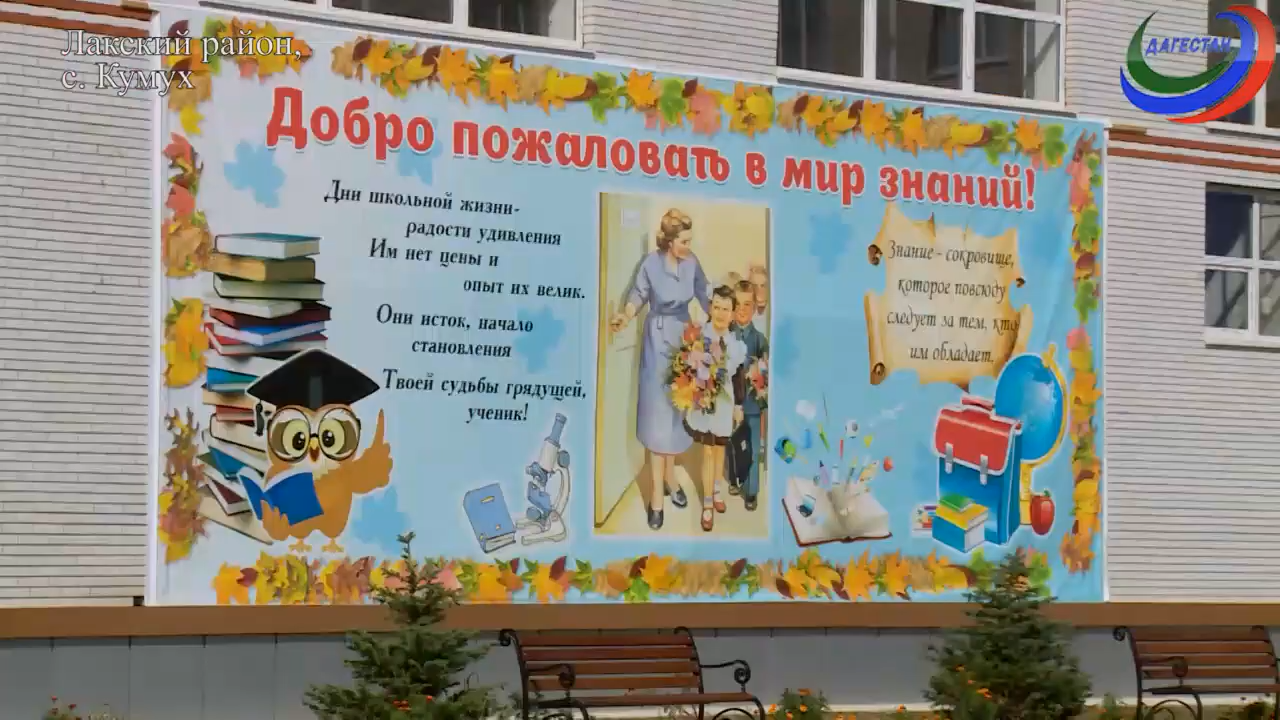 Лакский район,
с. Кумух
ДАГЕСТАН
Добро пожаловать в мир знаний!
Дни школьной жизни-
радости удивления
Им нет цены и
опыт их велик.
Они исток, начало
становления
Твоей судьбы грядущей,
ученик!
Знание - сокровище,
которое повсюду
следует за тем, кто
им обладает.